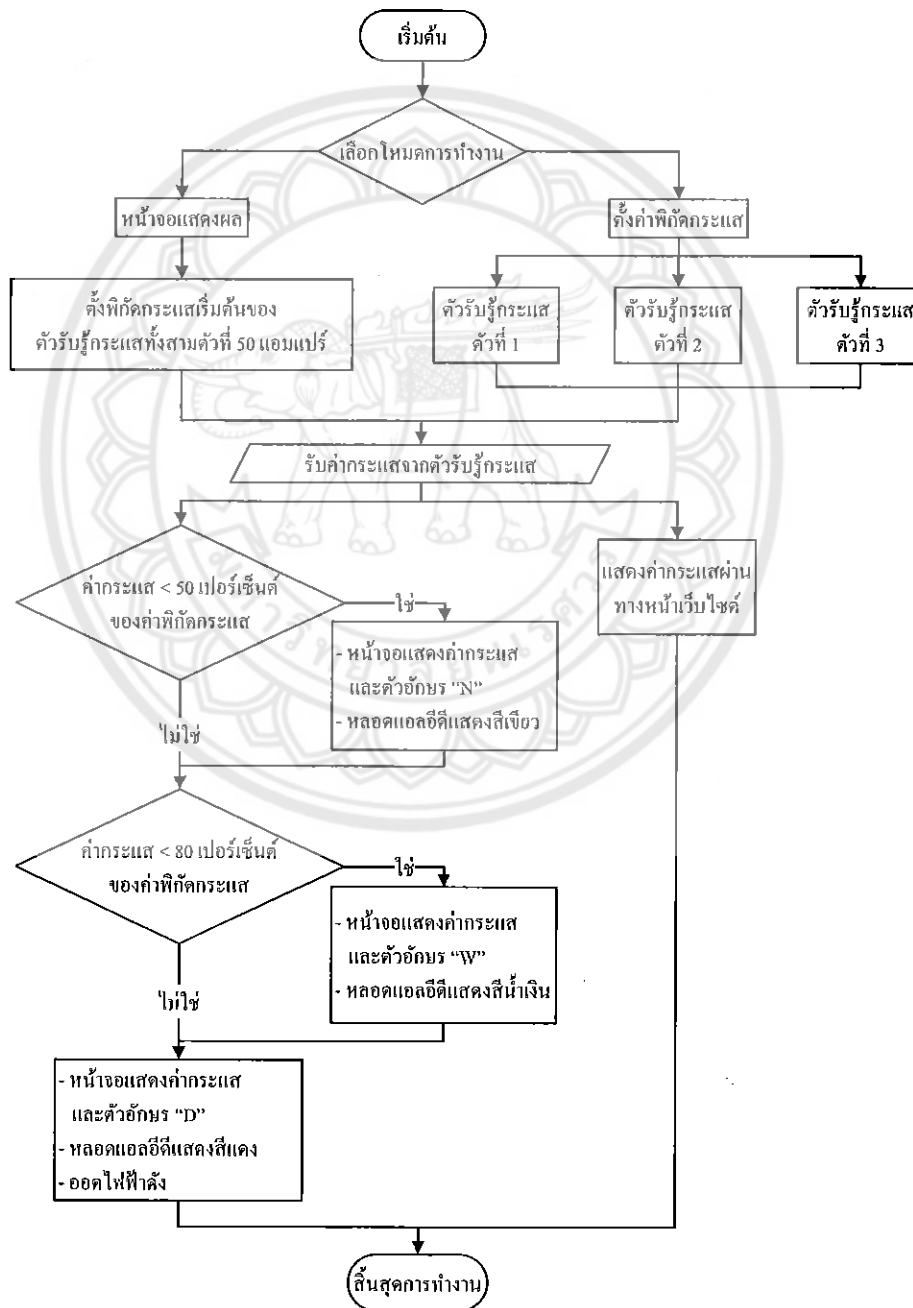 เริ่มต้น
เลือกโหมดการทำงาน
หน้าจอแสดงผล
ตั้งค่าพิกัดกระแส
ตั้งพิกัดกระแสเริ่มต้นของ
ตัวรับรู้กระแสทั้งสามตัวที่ 50 แอมแปร์
ตัวรับรู้กระแส
ตัวที่ 1
ตัวรับรู้กระแส
ตัวที่ 2
ตัวรับรู้กระแส
ตัวที่ 3
รับค่ากระแสจากตัวรับรู้กระแส
ค่ากระแส < 50 เปอร์เซ็นต์
ของค่าพิกัดกระแส
ใช่
แสดงค่ากระแสผ่าน
ทางหน้าเว็บไซต์
- หน้าจอแสดงค่ากระแส
และตัวอักษร “N”
- หลอดแอลอีดีแสดงสีเขียว
ไม่ใช่
ค่ากระแส < 80 เปอร์เซ็นต์
ของค่าพิกัดกระแส
ใช่
- หน้าจอแสดงค่ากระแส
และตัวอักษร “W”
- หลอดแอลอีดีแสดงสีน้ำเงิน
ไม่ใช่
- หน้าจอแสดงค่ากระแส
และตัวอักษร “D”
- หลอดแอลอีดีแสดงสีแดง
- ออดไฟฟ้าดัง
สิ้นสุดการทำงาน